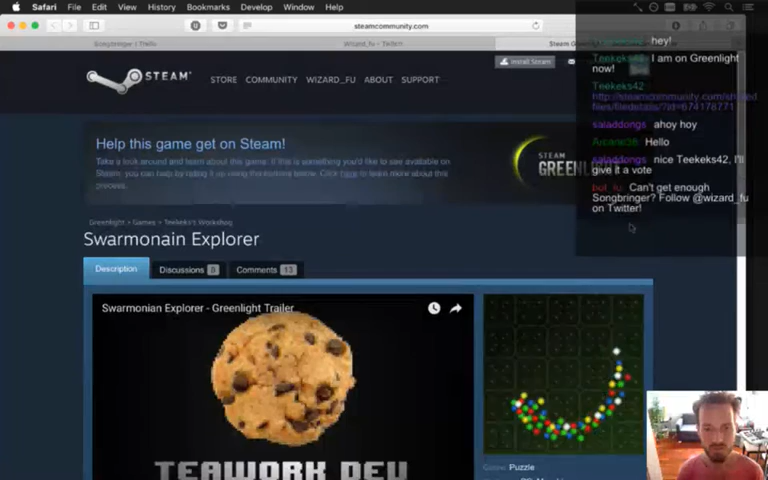 Safari File Edit View History Bookmarks Develop Window Help
steamcommunity.com
Songbringer | Trello
Wizard_fu - Twitch
Steam
Install Steam
STEAM
STORE COMMUNITY WIZARD_FU ABOUT SUPPORT
hey!
Teekeks42 I am on Greenlight
now!
Teekeks42
saladdongs ahoy hoy
Hello
saladdongs nice Teekeks42, I'll
give it a vote
bot_fu Can't get enough
Songbringer? Follow @wizard_fu
on Twitter!
Help this game get on Steam!
Take a look around and learn about this game. If this is something you'd like to see available on
Steam, you can help by rating it up using the buttons below. Click here to learn more about this
process.
STEAM
Greenlight > Games > Teekeks's Workshop
Swarmonain Explorer
Description
Discussions
Comments 13
Swarmonian Explorer - Greenlight Trailer
TEAWORK DEV
Genre: Puzzle